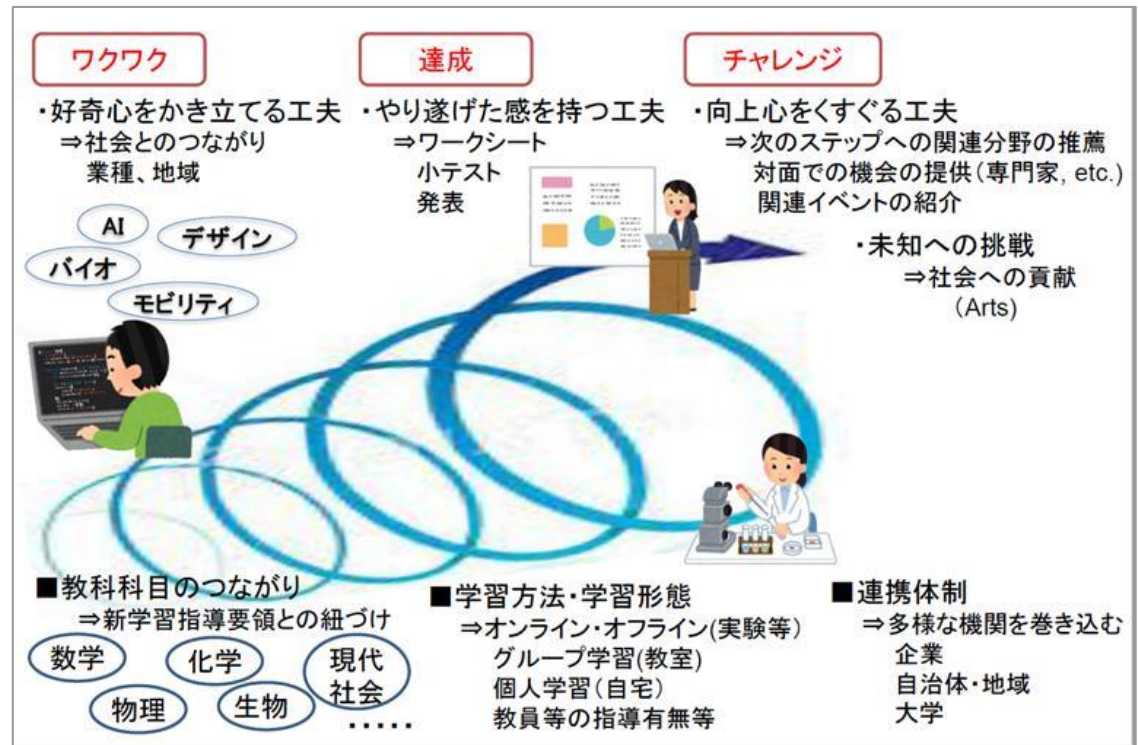 ワクワク
・好奇心をかき立てる工夫
⇒社会とのつながり
業種、地域
AI
デザイン
バイオ
モビリティ
達成
・やり遂げた感を持つ工夫
⇒ワークシート
小テスト
発表
チャレンジ
・向上心をくすぐる工夫
⇒次のステップへの関連分野の推薦
対面での機会の提供(専門家, etc.)
関連イベントの紹介
・未知への挑戦
⇒社会への貢献
(Arts)
■教科科目のつながり
⇒新学習指導要領との紐づけ
数学
化学
現代
社会
物理
生物
・・・・・
■学習方法・学習形態
⇒オンライン・オフライン(実験等)
グループ学習(教室)
個人学習(自宅)
教員等の指導有無等
■連携体制
⇒多様な機関を巻き込む
企業
自治体・地域
大学